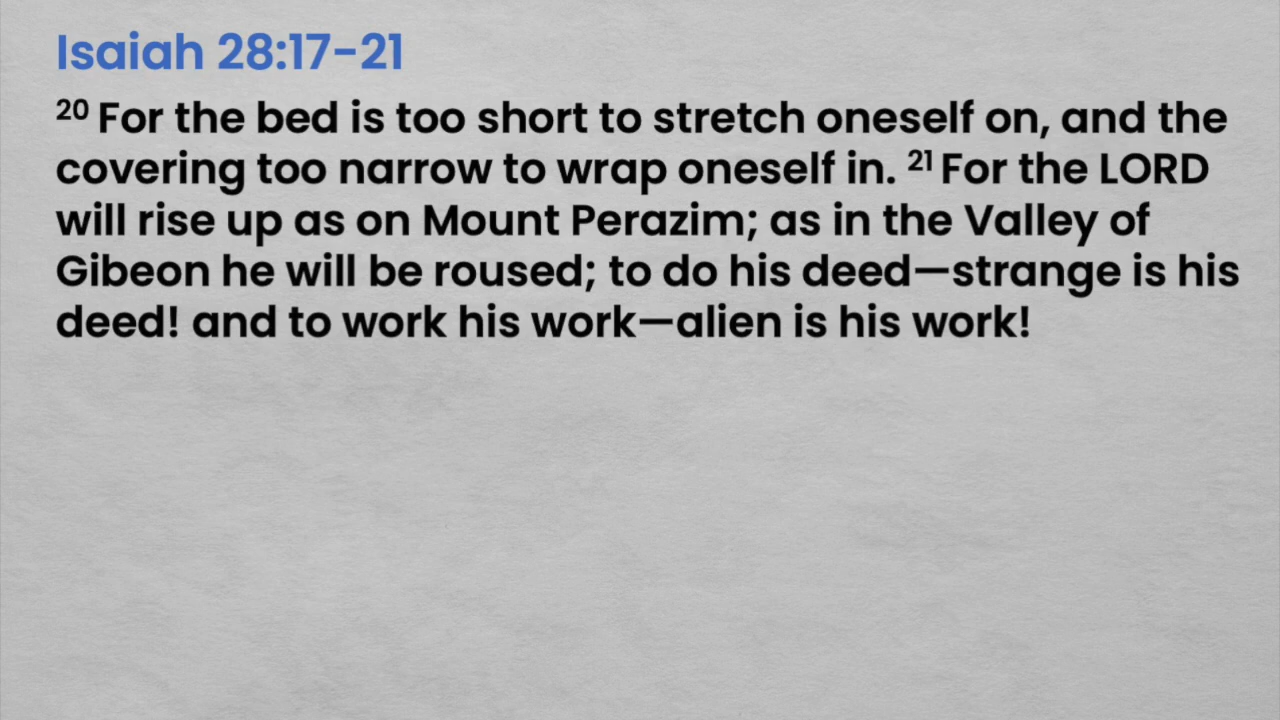 Isaiah 28:17-21
20 For the bed is too short to stretch oneself on, and the
covering too narrow to wrap oneself in. 21 For the LORD
will rise up as on Mount Perazim; as in the Valley of
Gibeon he will be roused; to do his deed—strange is his
deed! and to work his work—alien is his work!